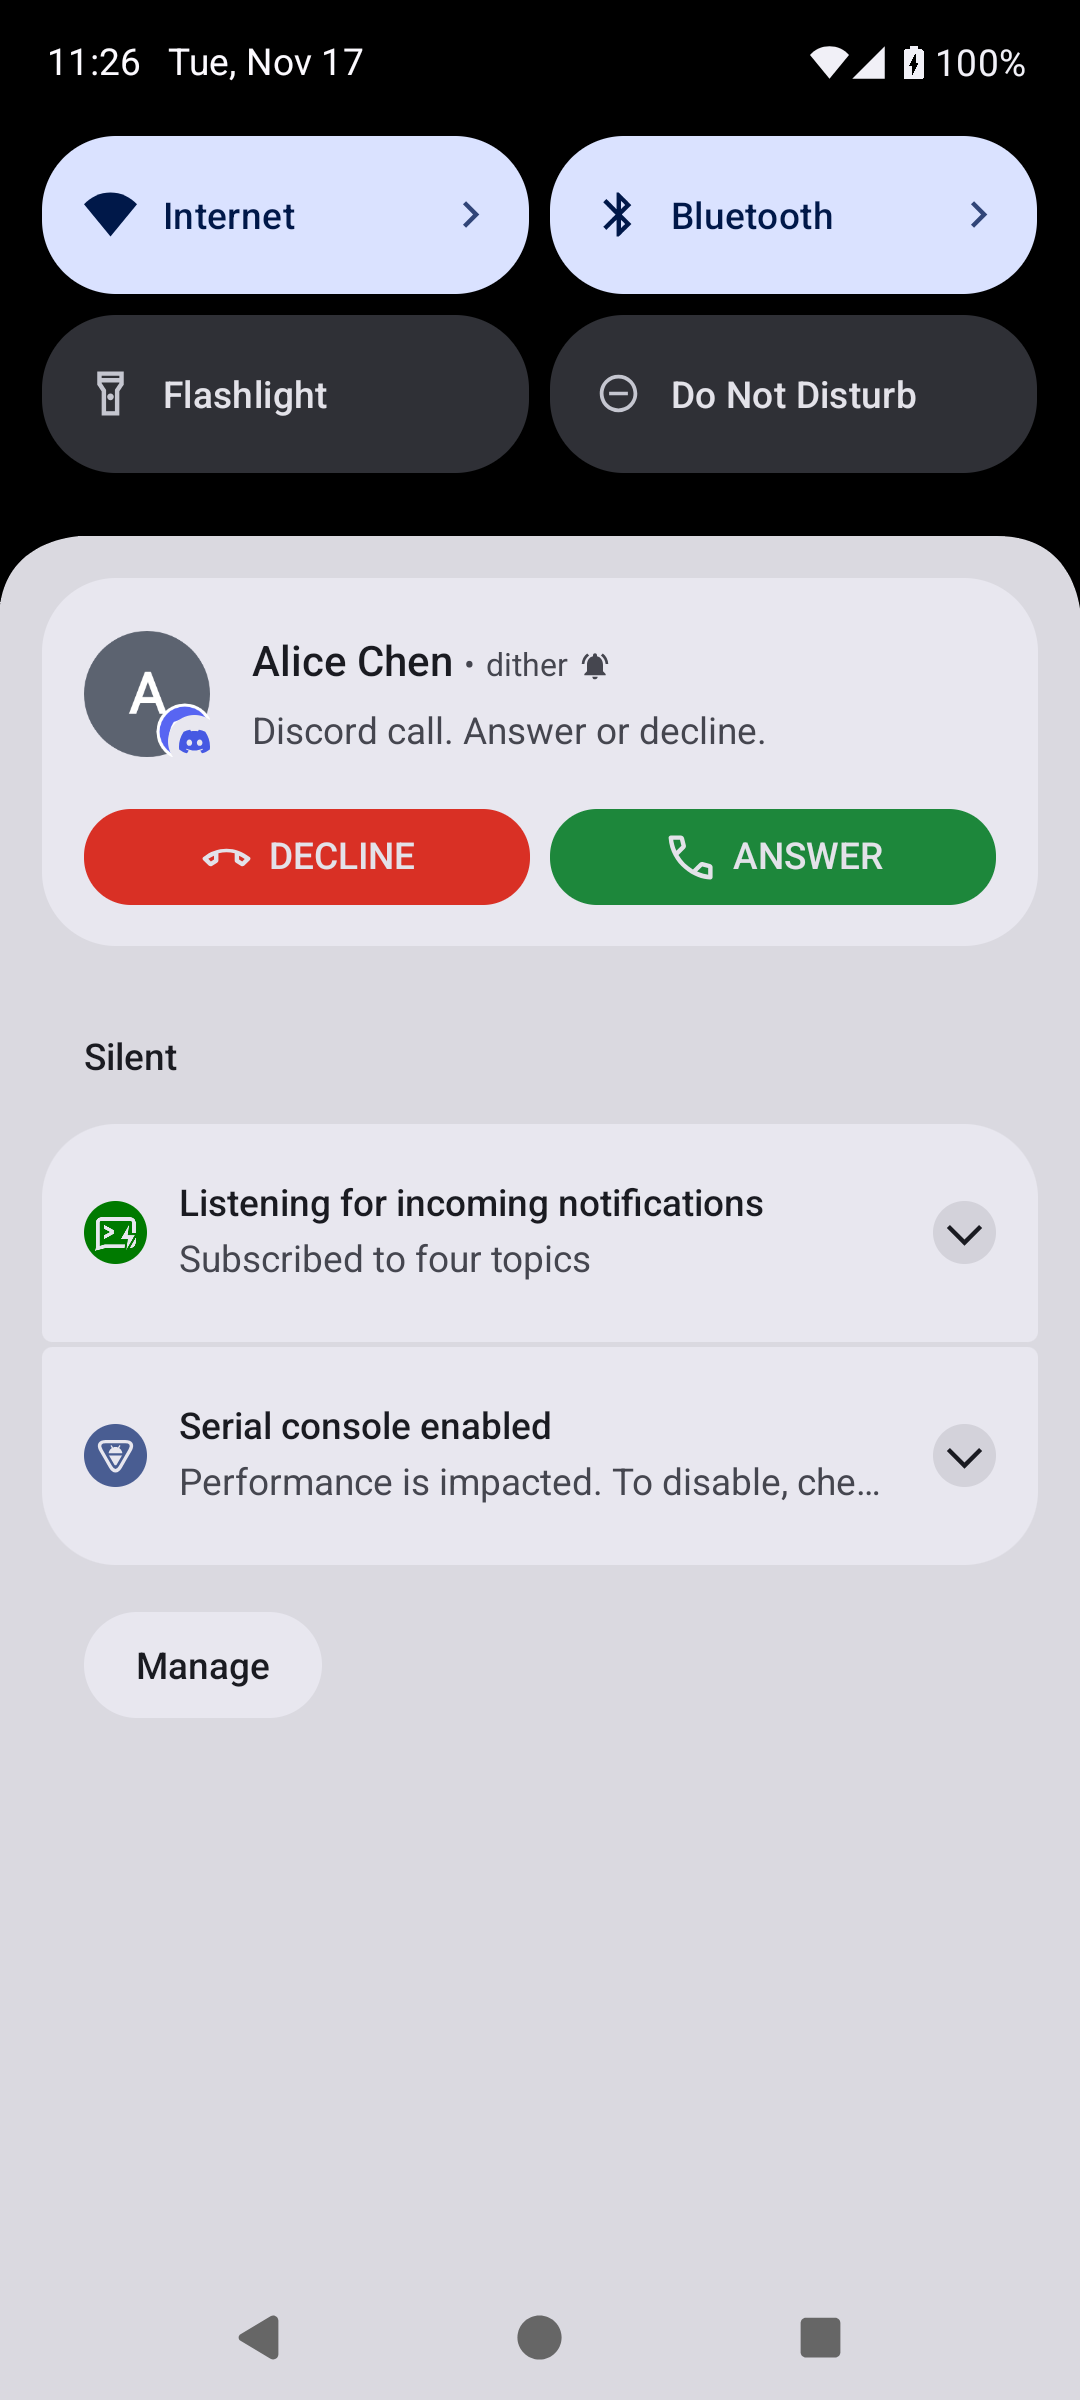 11:26 Tue, Nov 17 100%
Internet Bluetooth
Flashlight Do Not Disturb
A
Alice Chen • dither
Discord call. Answer or decline.
DECLINE ANSWER
Silent
Listening for incoming notifications
Subscribed to four topics
Serial console enabled
Performance is impacted. To disable, che…
Manage